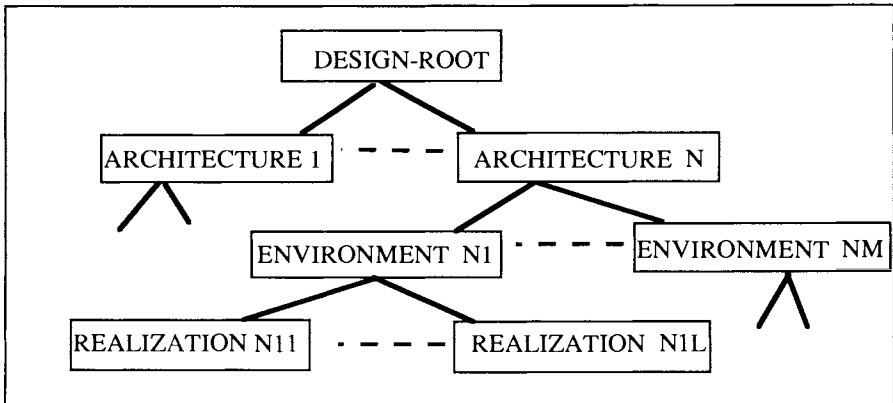 DESIGN-ROOT
ARCHITECTURE 1
ARCHITECTURE N
ENVIRONMENT N1
ENVIRONMENT NM
REALIZATION N11
REALIZATION N1L